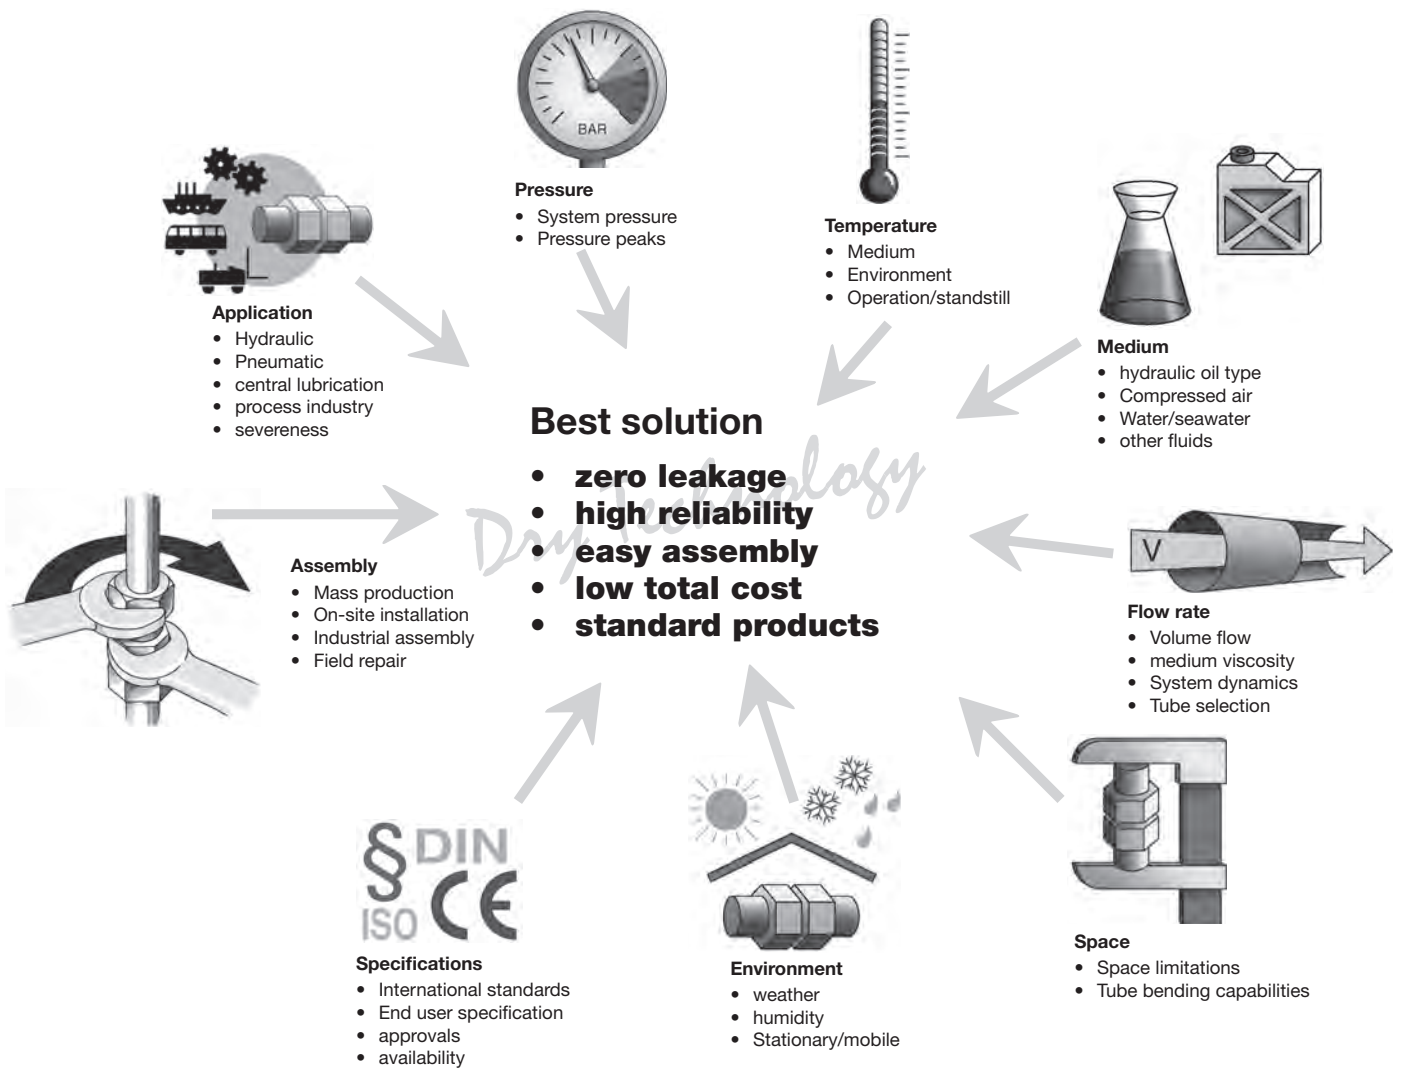 BAR
Pressure
• System pressure
• Pressure peaks
Temperature
• Medium
• Environment
• Operation/standstill
Application
• Hydraulic
• Pneumatic
• central lubrication
• process industry
• severeness
Medium
• hydraulic oil type
• Compressed air
• Water/seawater
• other fluids
Best solution
• zero leakage
• high reliability
• easy assembly
• low total cost
• standard products
Dry Technology
Assembly
• Mass production
• On-site installation
• Industrial assembly
• Field repair
V
Flow rate
• Volume flow
• medium viscosity
• System dynamics
• Tube selection
§ DIN
ISO CE
Specifications
• International standards
• End user specification
• approvals
• availability
Environment
• weather
• humidity
• Stationary/mobile
Space
• Space limitations
• Tube bending capabilities